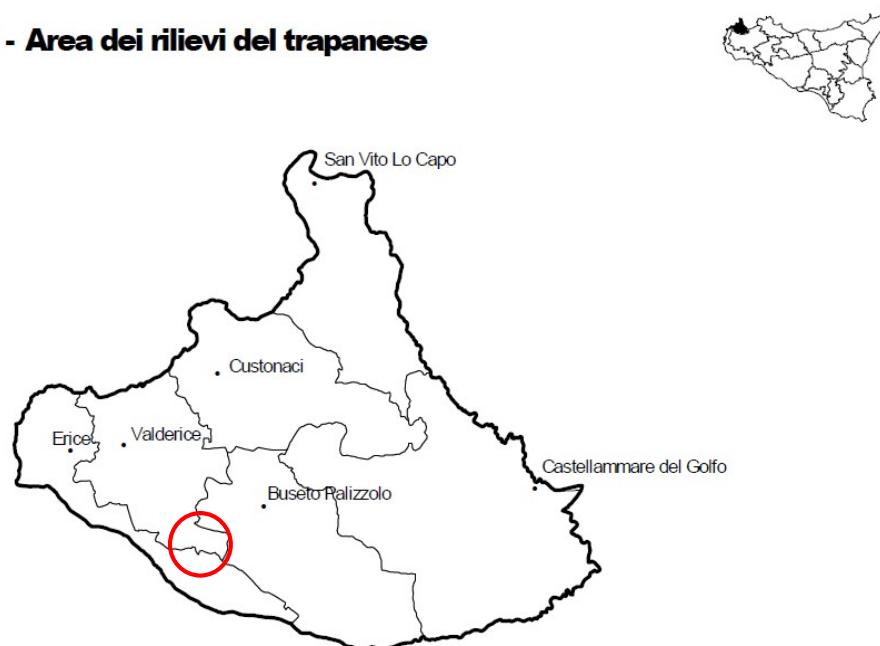 - Area dei rilievi del trapanese
San Vito Lo Capo
Custonaci
Erice
Valderice
Castellammare del Golfo
Buseto Palizzolo